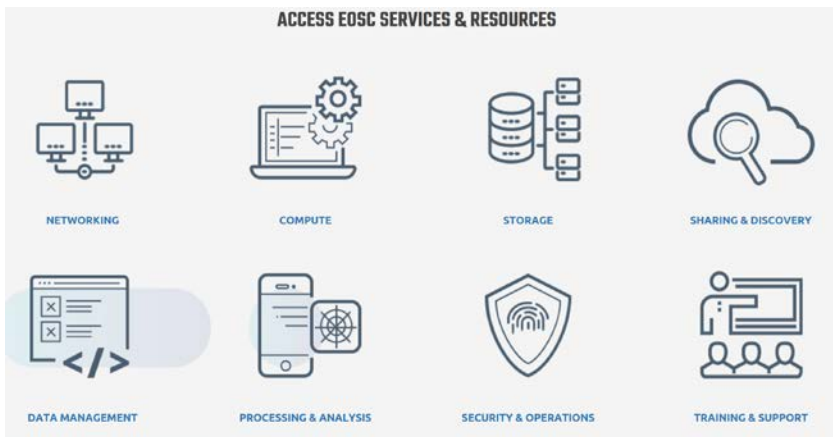 ACCESS EOSC SERVICES & RESOURCES
NETWORKING
COMPUTE
STORAGE
SHARING & DISCOVERY
</>
DATA MANAGEMENT
PROCESSING & ANALYSIS
SECURITY & OPERATIONS
TRAINING & SUPPORT